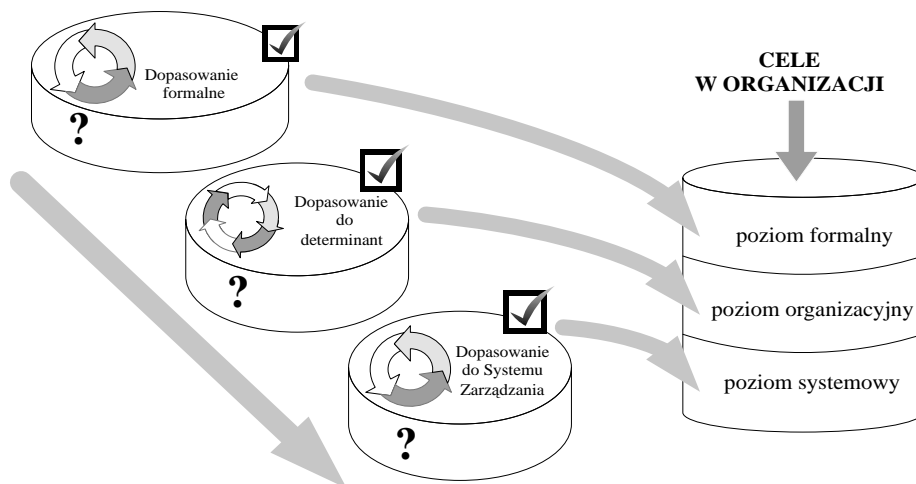 Dopasowanie
formalne
?
Dopasowanie
do
determinant
?
Dopasowanie
do Systemu
Zarządzania
?
CELE
W ORGANIZACJI
poziom formalny
poziom organizacyjny
poziom systemowy